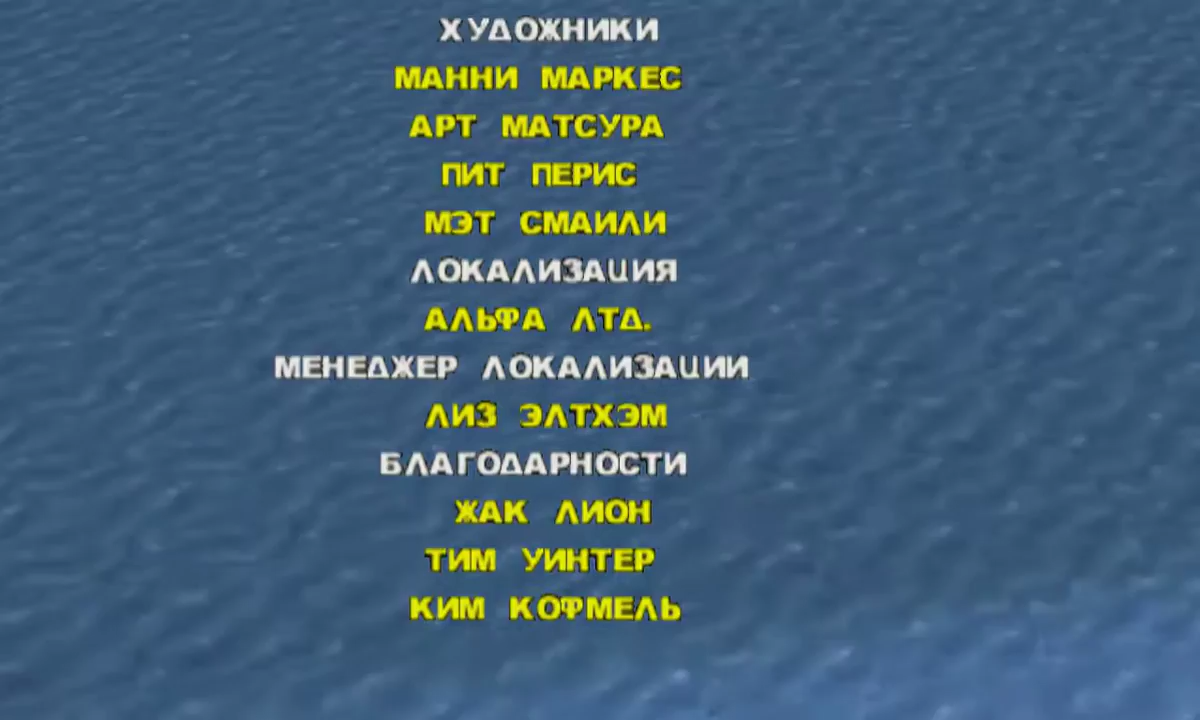 ХУДОЖНИКИ
МАННИ МАРКЕС
АРТ МАТСУРА
ПИТ ПЕРИС
МЭТ СМАИЛИ
ЛОКАЛИЗАЦИЯ
АЛЬФА ЛТД.
МЕНЕДЖЕР ЛОКАЛИЗАЦИИ
ЛИЗ ЭЛТХЭМ
БЛАГОДАРНОСТИ
ЖАК ЛИОН
ТИМ УИНТЕР
КИМ КОФМЕЛЬ